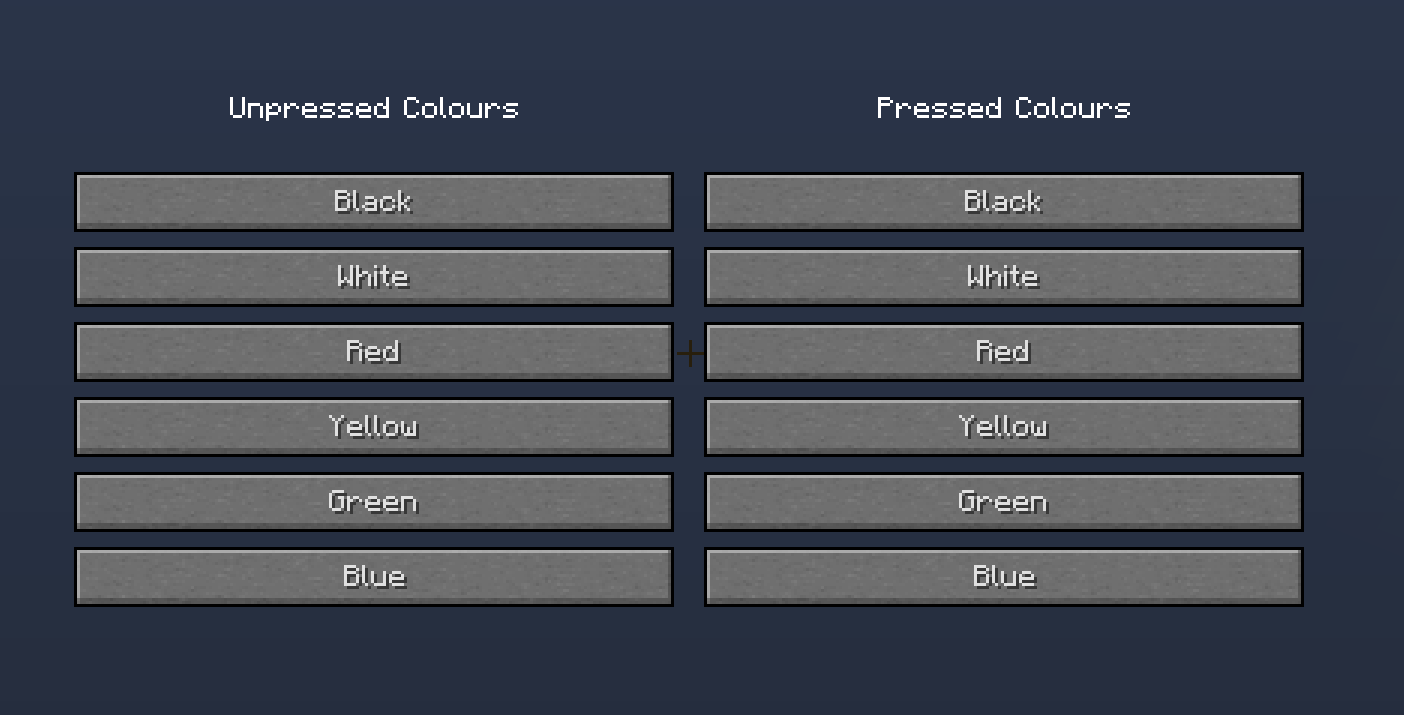 Unpressed Colours
Black
White
Red
Yellow
Green
Blue
Pressed Colours
Black
White
Red
Yellow
Green
Blue